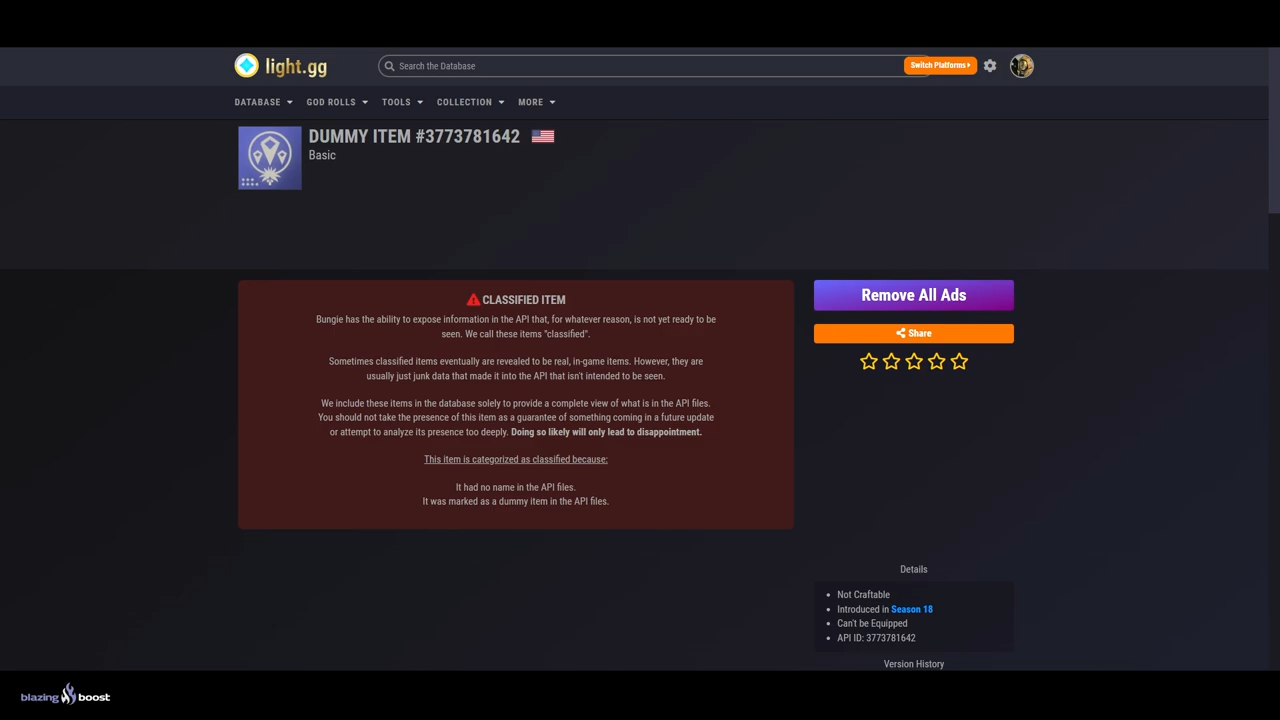 light.gg
Search the Database
Switch Platforms
DATABASE
GOD ROLLS
TOOLS
COLLECTION
MORE
DUMMY ITEM #3773781642
Basic
CLASSIFIED ITEM
Bungie has the ability to expose information in the API that, for whatever reason, is not yet ready to be
seen. We call these items "classified".
Sometimes classified items eventually are revealed to be real, in-game items. However, they are
usually just junk data that made it into the API that isn't intended to be seen.
We include these items in the database solely to provide a complete view of what is in the API files.
You should not take the presence of this item as a guarantee of something coming in a future update
or attempt to analyze its presence too deeply. Doing so likely will only lead to disappointment.
This item is categorized as classified because:
It had no name in the API files.
It was marked as a dummy item in the API files.
Remove All Ads
Share
Details
Not Craftable
Introduced in Season 18
Can't be Equipped
API ID: 3773781642
Version History
blazing boost